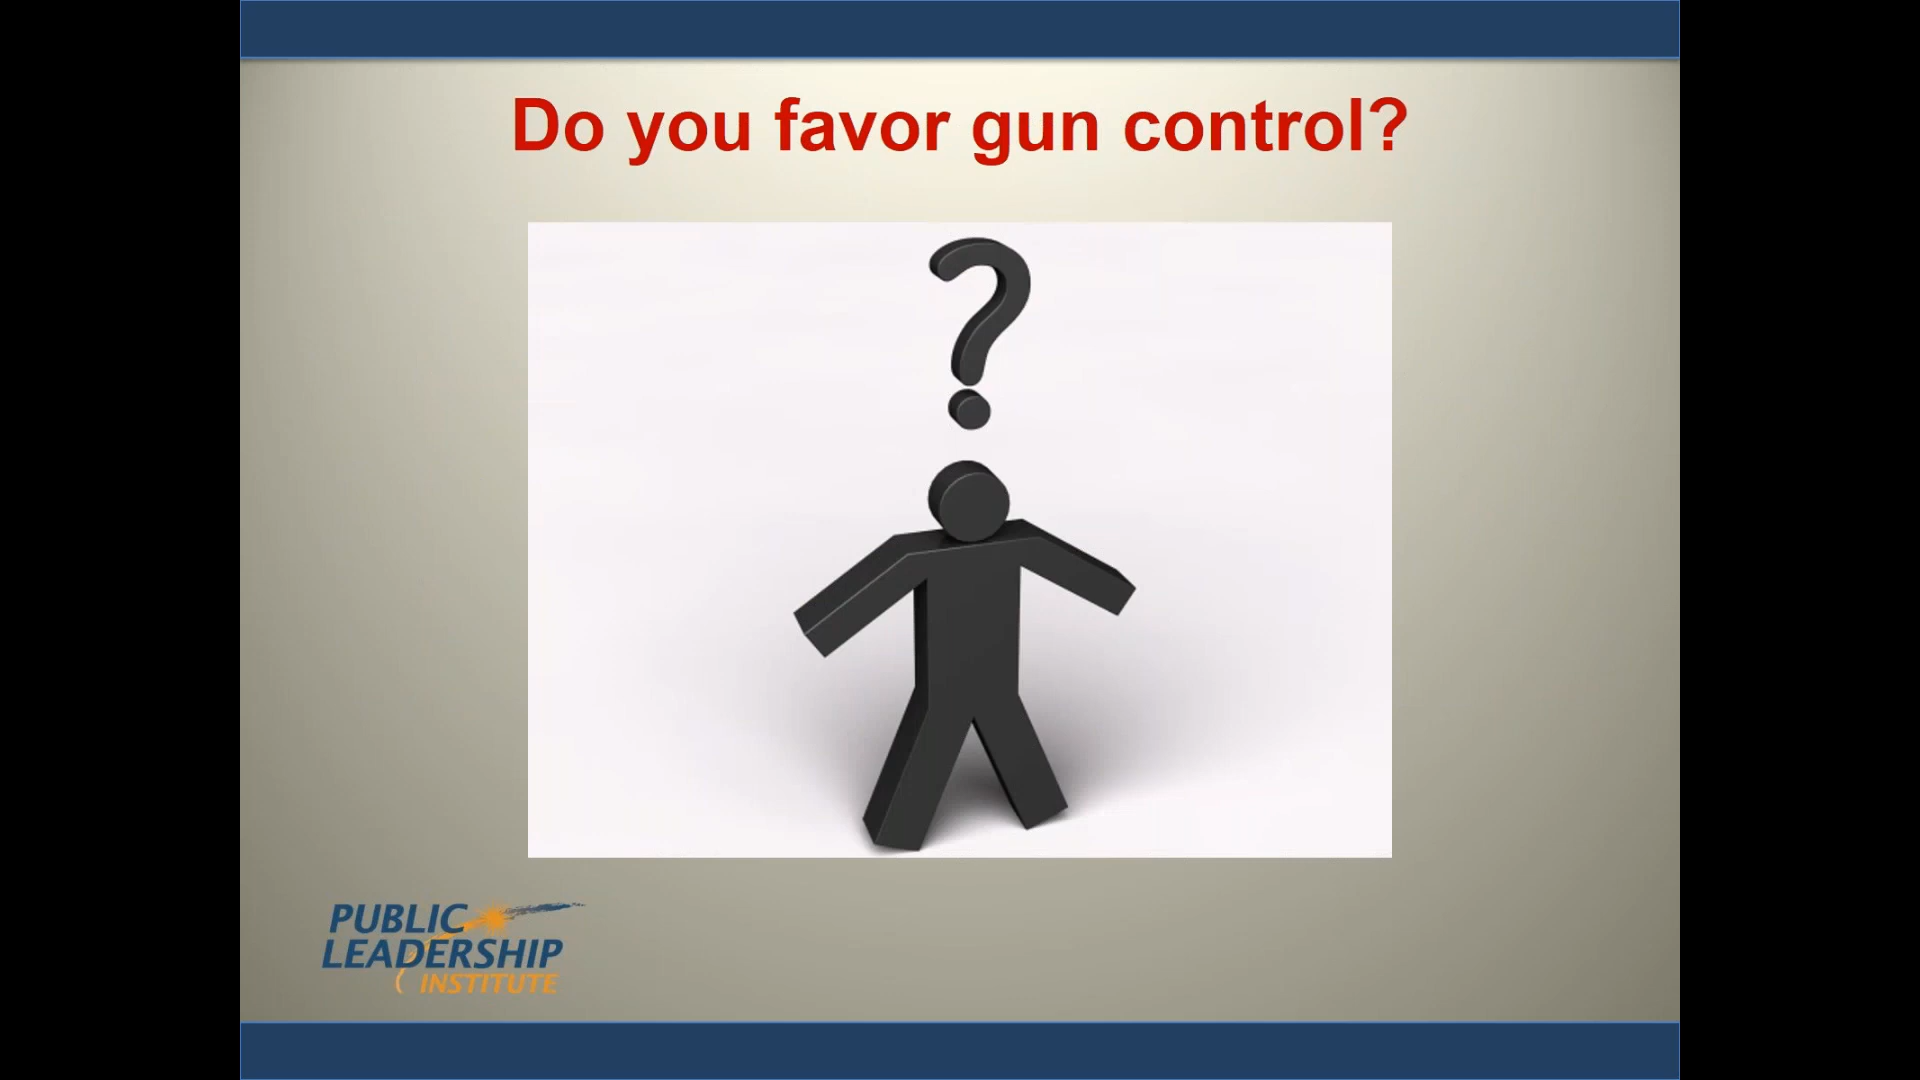 Do you favor gun control?
?
PUBLIC
LEADERSHIP
INSTITUTE